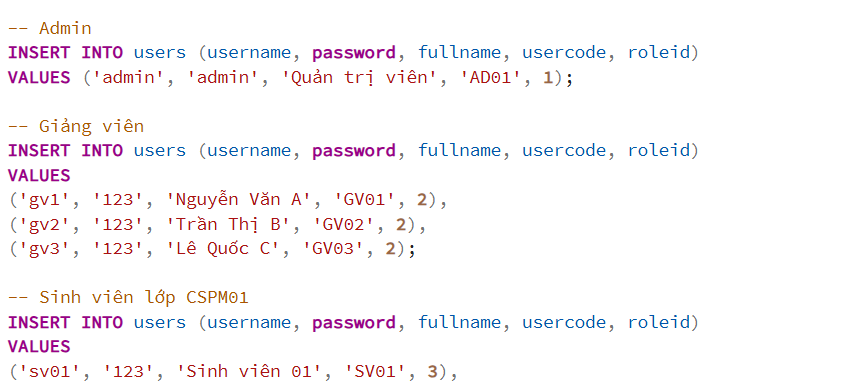 -- Admin
INSERT INTO users (username, password, fullname, usercode, roleid)
VALUES ('admin', 'admin', 'Quản trị viên', 'AD01', 1);
-- Giảng viên
INSERT INTO users (username, password, fullname, usercode, roleid)
VALUES
('gv1', '123', 'Nguyễn Văn A', 'GV01', 2),
('gv2', '123', 'Trần Thị B', 'GV02', 2),
('gv3', '123', 'Lê Quốc C', 'GV03', 2);
-- Sinh viên lớp CSPM01
INSERT INTO users (username, password, fullname, usercode, roleid)
VALUES
('sv01', '123', 'Sinh viên 01', 'SV01', 3),